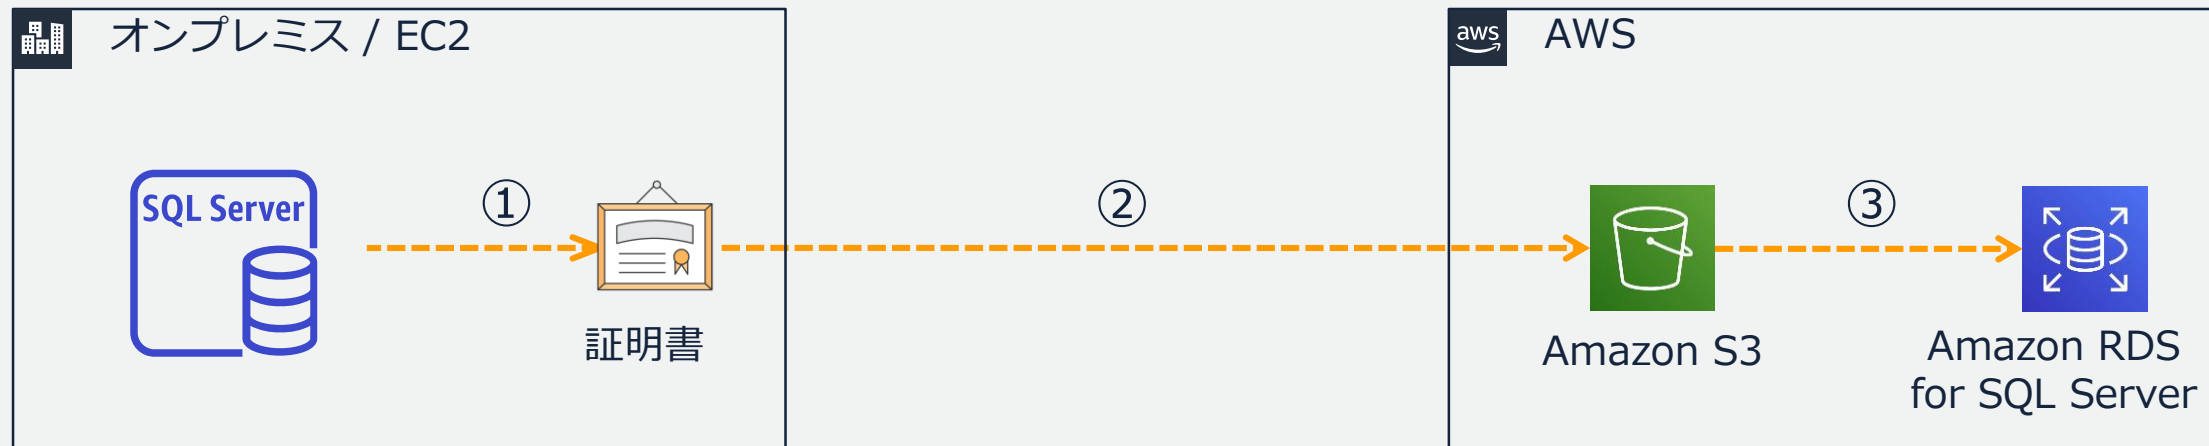 オンプレミス / EC2
aws
AWS
SQL Server
①
②
③
証明書
Amazon S3
Amazon RDS
for SQL Server